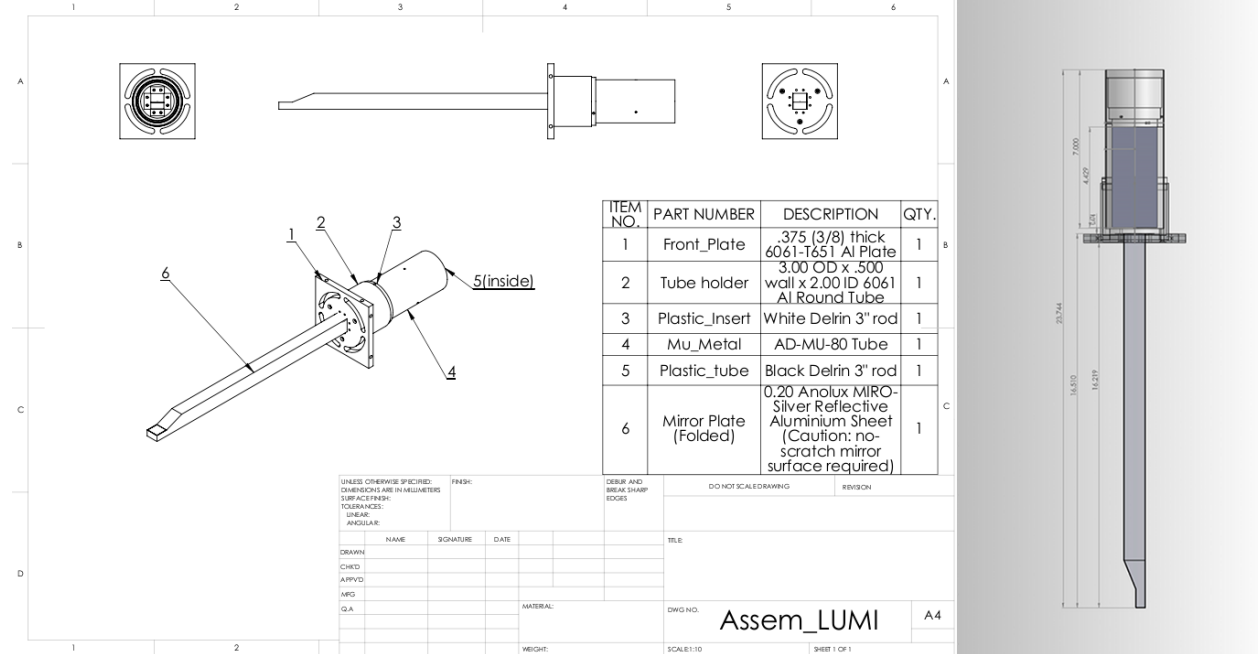 1 2 3 4 5 6
A A
B B
C C
D
1 2
1
2
3
4
5(inside)
6
ITEM NO. PART NUMBER DESCRIPTION QTY.
1 Front_Plate .375 (3/8) thick 1
6061-T651 Al Plate
2 Tube holder 3.00 OD x .500 1
wall x 2.00 ID 6061
Al Round Tube
3 Plastic_Insert White Delrin 3" rod 1
4 Mu_Metal AD-MU-80 Tube 1
5 Plastic_tube Black Delrin 3" rod 1
6 Mirror Plate (Folded) 0.20 Anolux MIRO- 1
Silver Reflective
Aluminium Sheet
(Caution: no-
scratch mirror
surface required)
UNLESS OTHERWISE SPECIFIED:
DIMENSIONS ARE IN MILLIMETERS
SURFACE FINISH:
TOLERANCES:
LINEAR:
ANGULAR:
FINISH:
DEBUR AND
BREAK SHARP
EDGES
DO NOT SCALE DRAWING
REVISION
NAME SIGNATURE DATE
DRAWN
CHK'D
APPV'D
MFG
Q.A
TITLE:
MATERIAL:
DWG NO.
Assem_LUMI
A4
WEIGHT:
SCALE:1:10
SHEET 1 OF 1
7.000
4.429
23.744
16.510
16.219